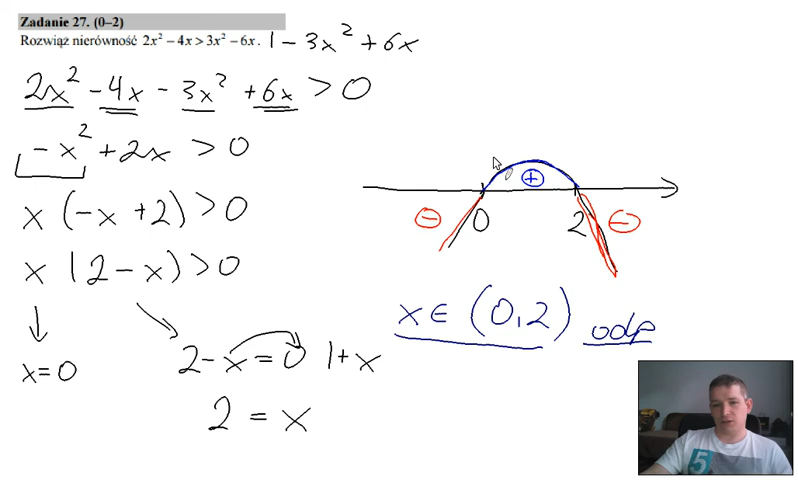 Zadanie 27. (0–2)
Rozwiąż nierówność 2x² – 4x > 3x² – 6x. | – 3x² + 6x
2x² – 4x – 3x² + 6x > 0
– x² + 2x > 0
x (–x + 2) > 0
x (2 – x) > 0
x = 0
2 – x = 0 | + x
2 = x
+
–
0
2
–
x ∈ (0, 2) odp
5